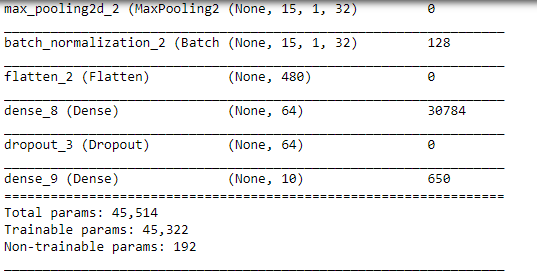 max_pooling2d_2 (MaxPooling2 (None, 15, 1, 32) 0
_________________________________________________________________
batch_normalization_2 (Batch (None, 15, 1, 32) 128
_________________________________________________________________
flatten_2 (Flatten) (None, 480) 0
_________________________________________________________________
dense_8 (Dense) (None, 64) 30784
_________________________________________________________________
dropout_3 (Dropout) (None, 64) 0
_________________________________________________________________
dense_9 (Dense) (None, 10) 650
=================================================================
Total params: 45,514
Trainable params: 45,322
Non-trainable params: 192
_________________________________________________________________